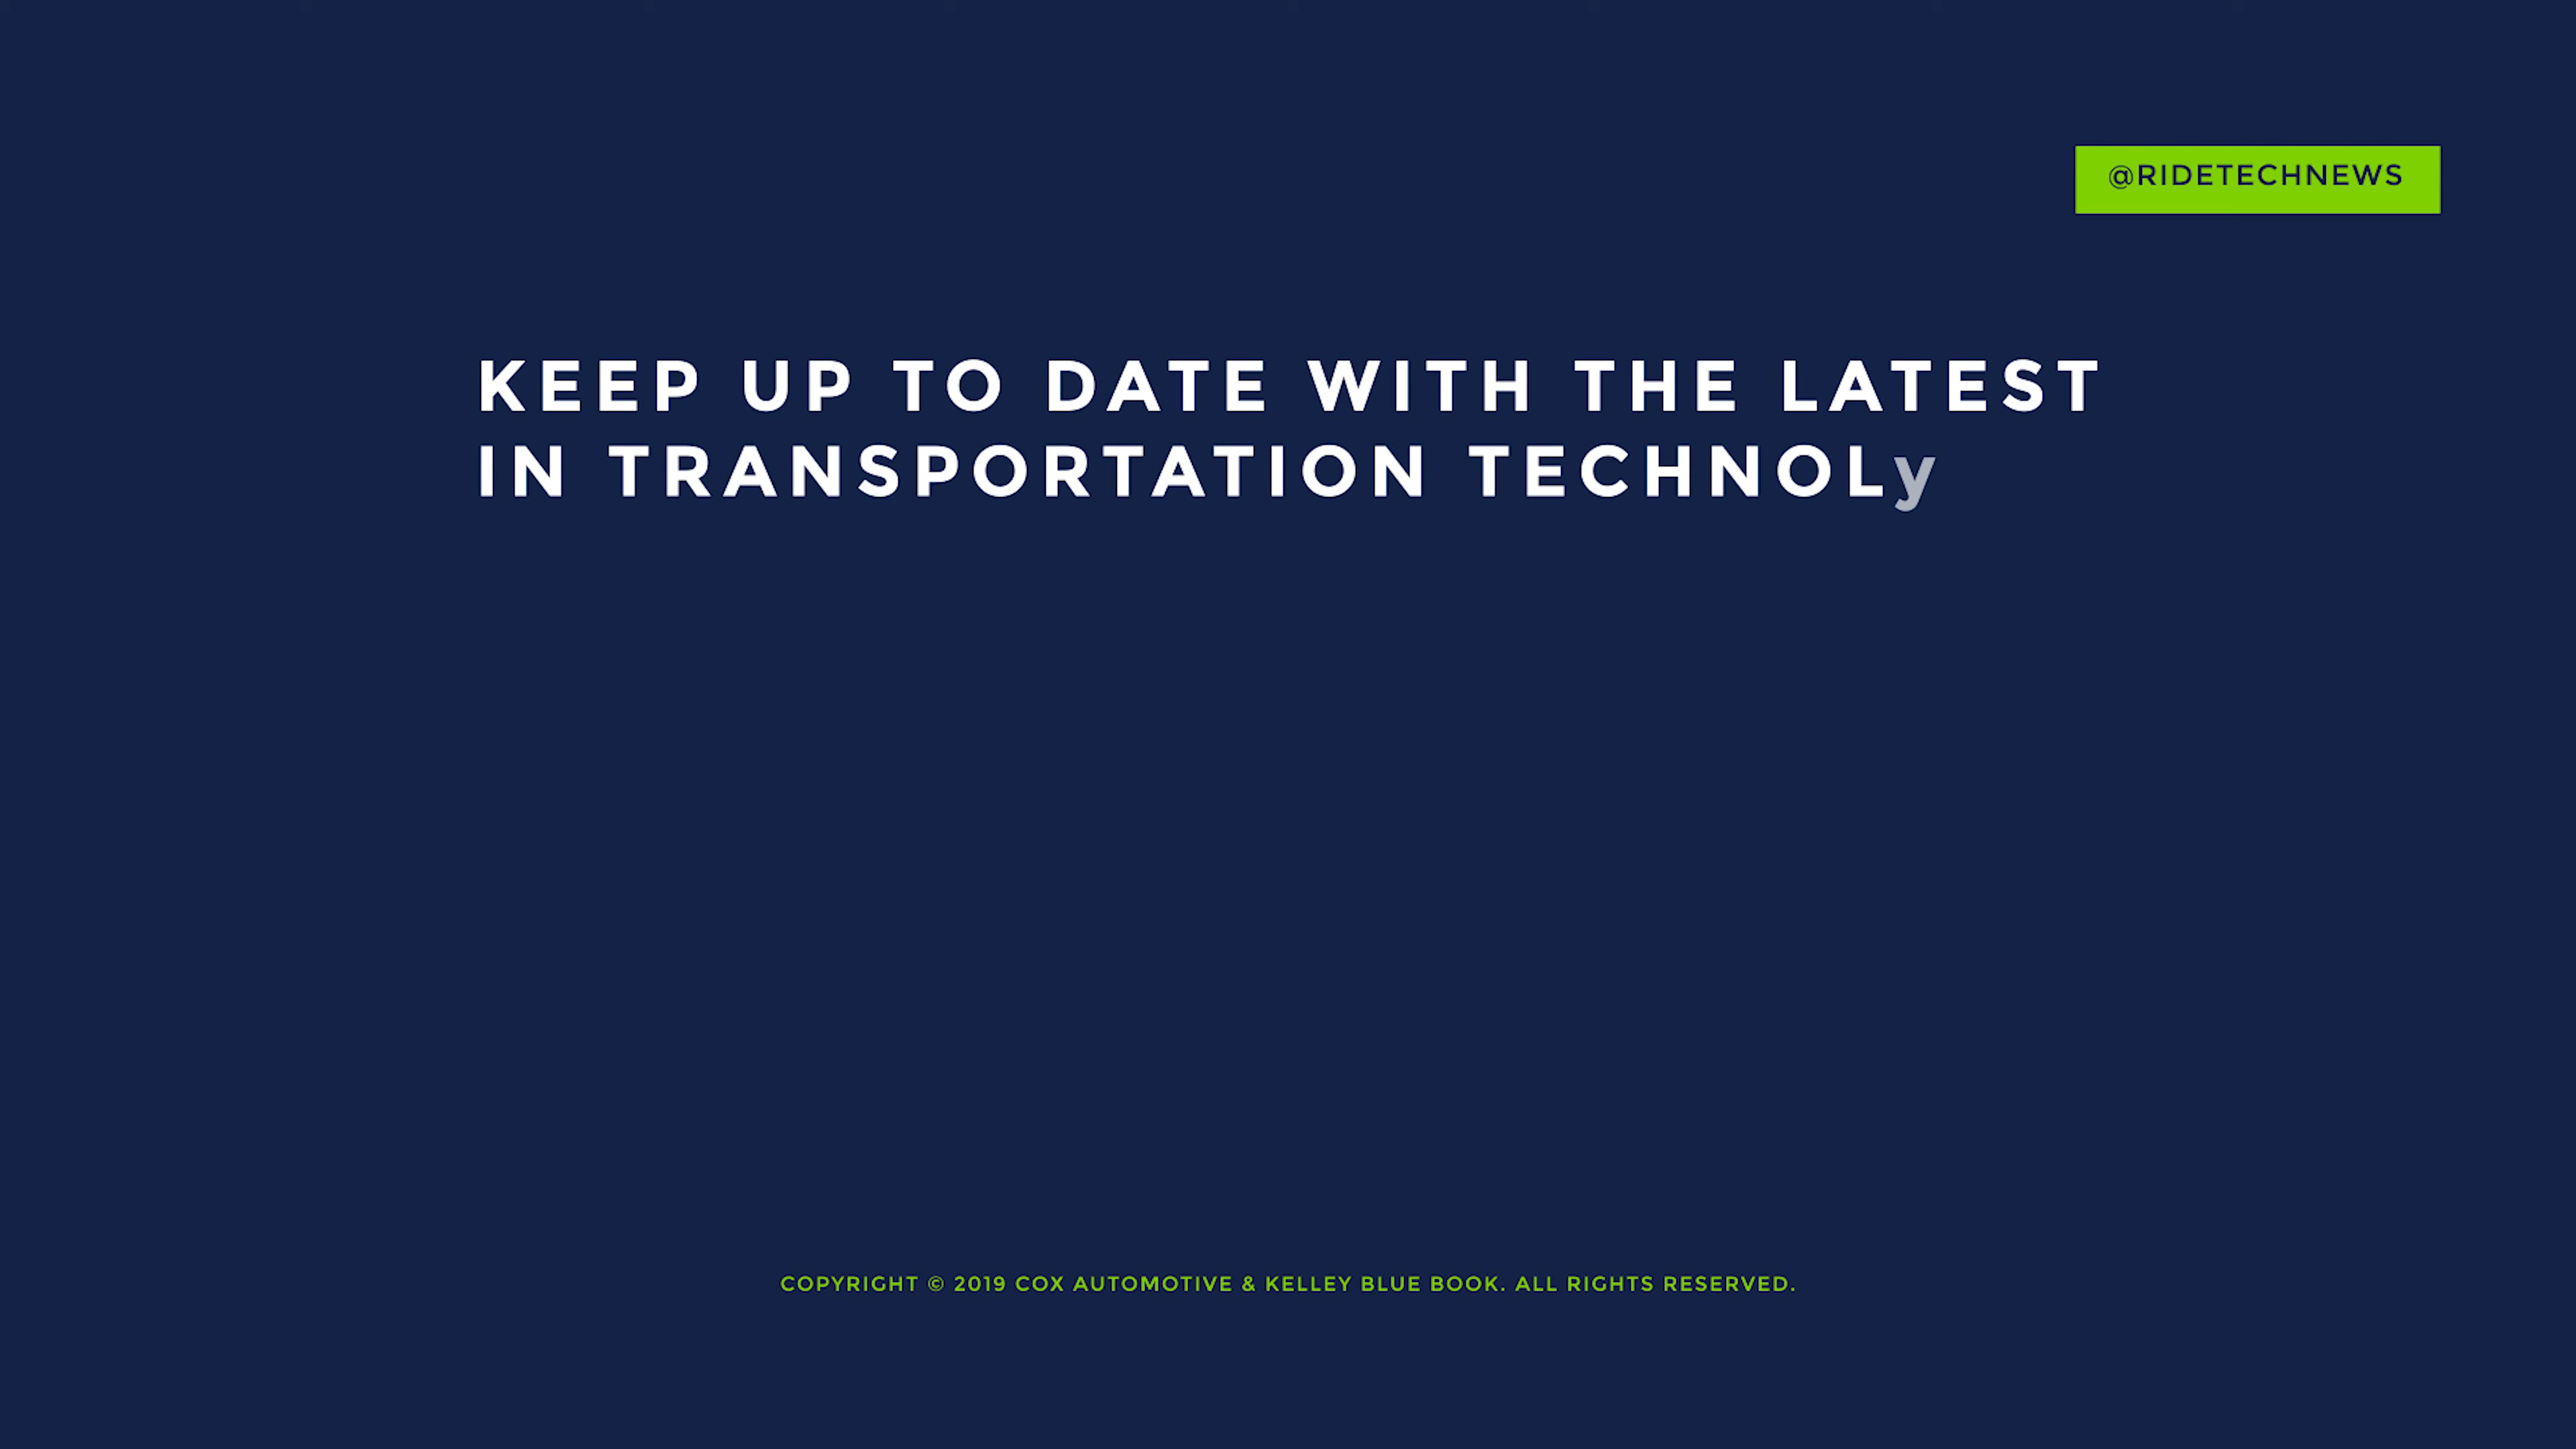 @RIDETECHNEWS
KEEP UP TO DATE WITH THE LATEST
IN TRANSPORTATION TECHNOLy
COPYRIGHT © 2019 COX AUTOMOTIVE & KELLEY BLUE BOOK. ALL RIGHTS RESERVED.